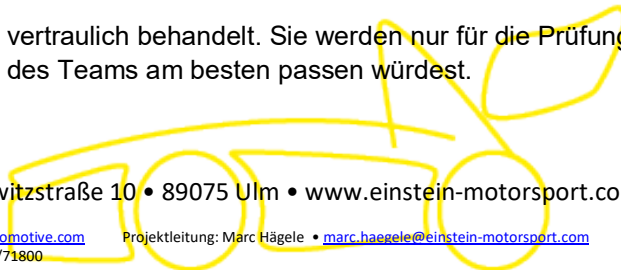 vertraulich behandelt. Sie werden nur für die Prüfung
des Teams am besten passen würdest.
witzstraße 10 • 89075 Ulm • www.einstein-motorsport.co
omotive.com Projektleitung: Marc Hägele • marc.haegele@einstein-motorsport.com
/71800